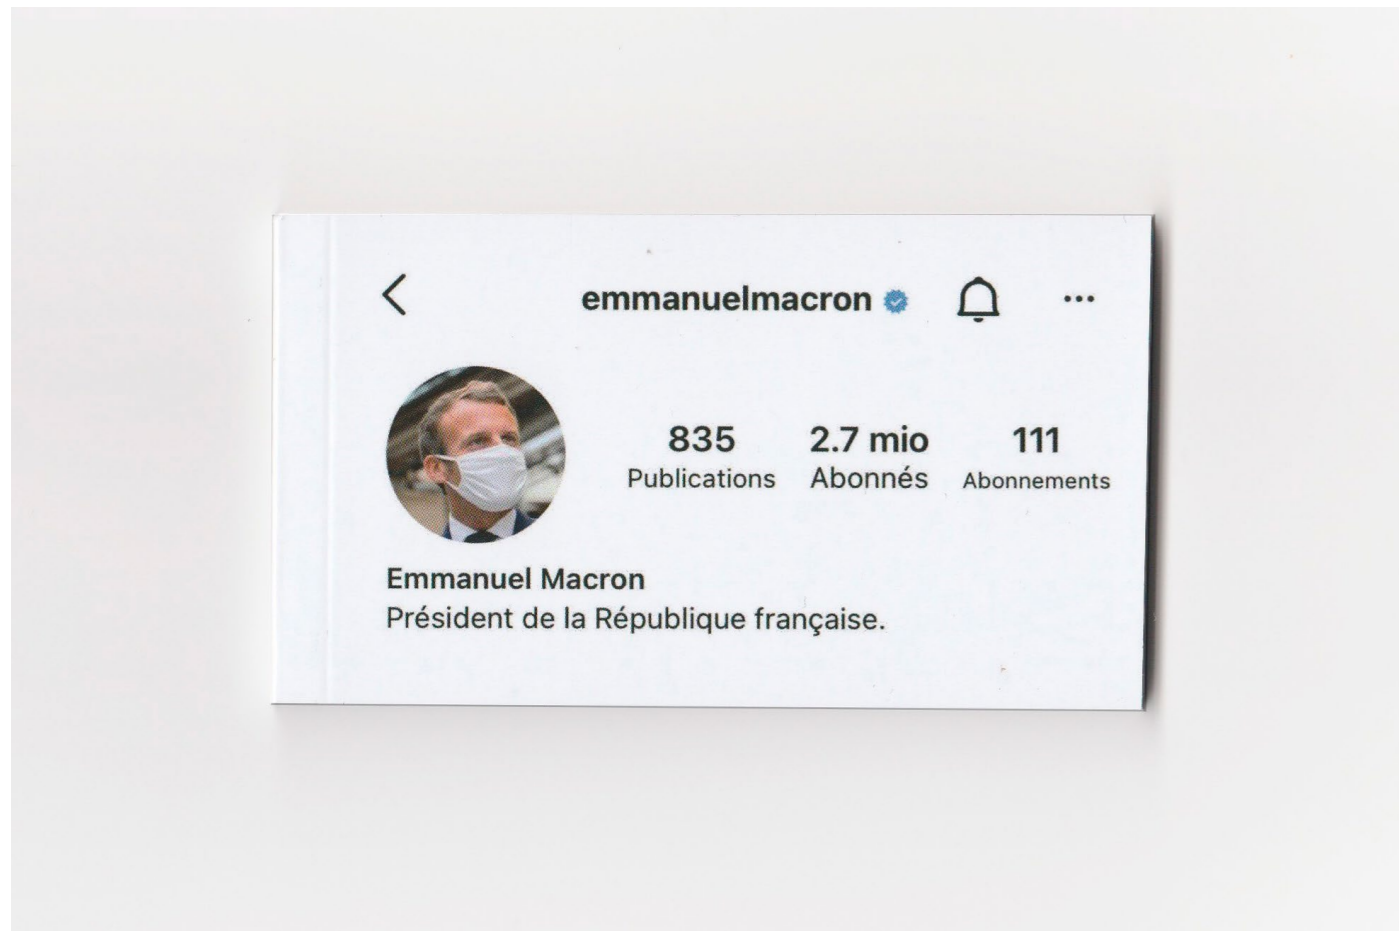 emmanuelmacron
835 2.7 mio 111
Publications Abonnés Abonnements
Emmanuel Macron
Président de la République française.